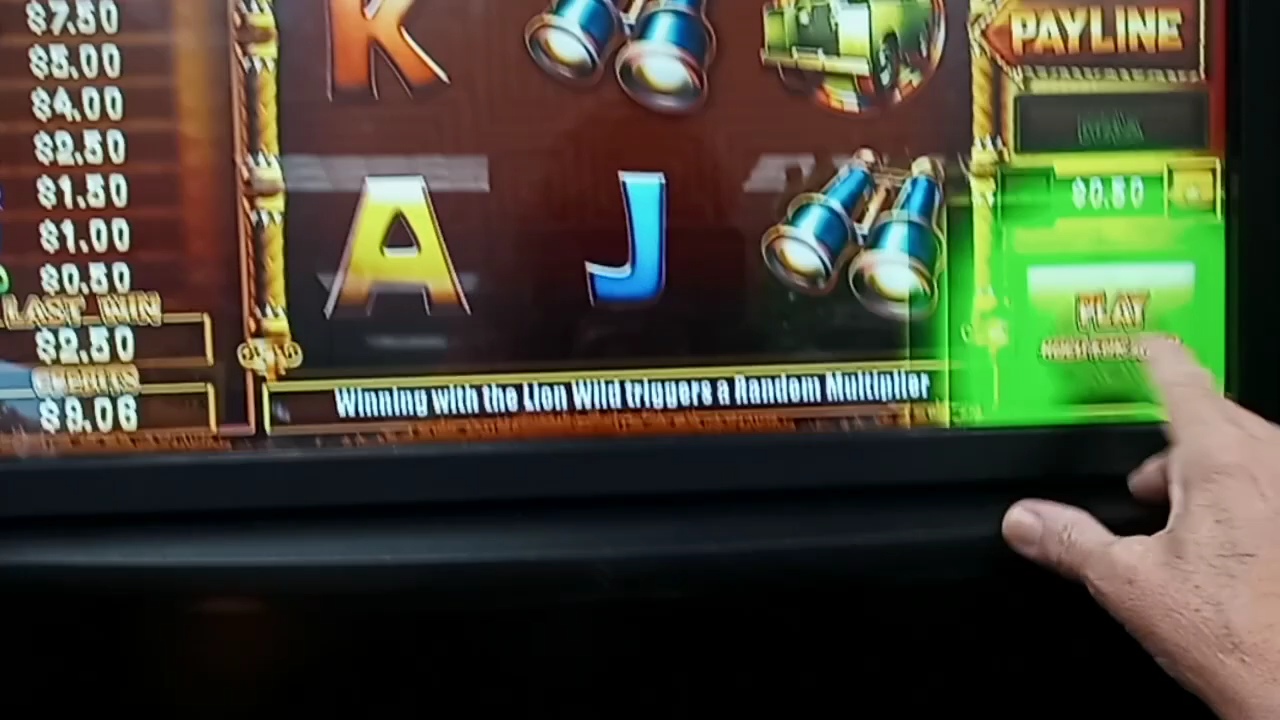 $7.50
$5.00
$4.00
$2.50
$1.50
$1.00
$0.50
LAST WIN
$2.50
CREDITS
$9.06
K
A
J
Winning with the Lion Wild triggers a Random Multiplier
PAYLINE
$0.50
PLAY